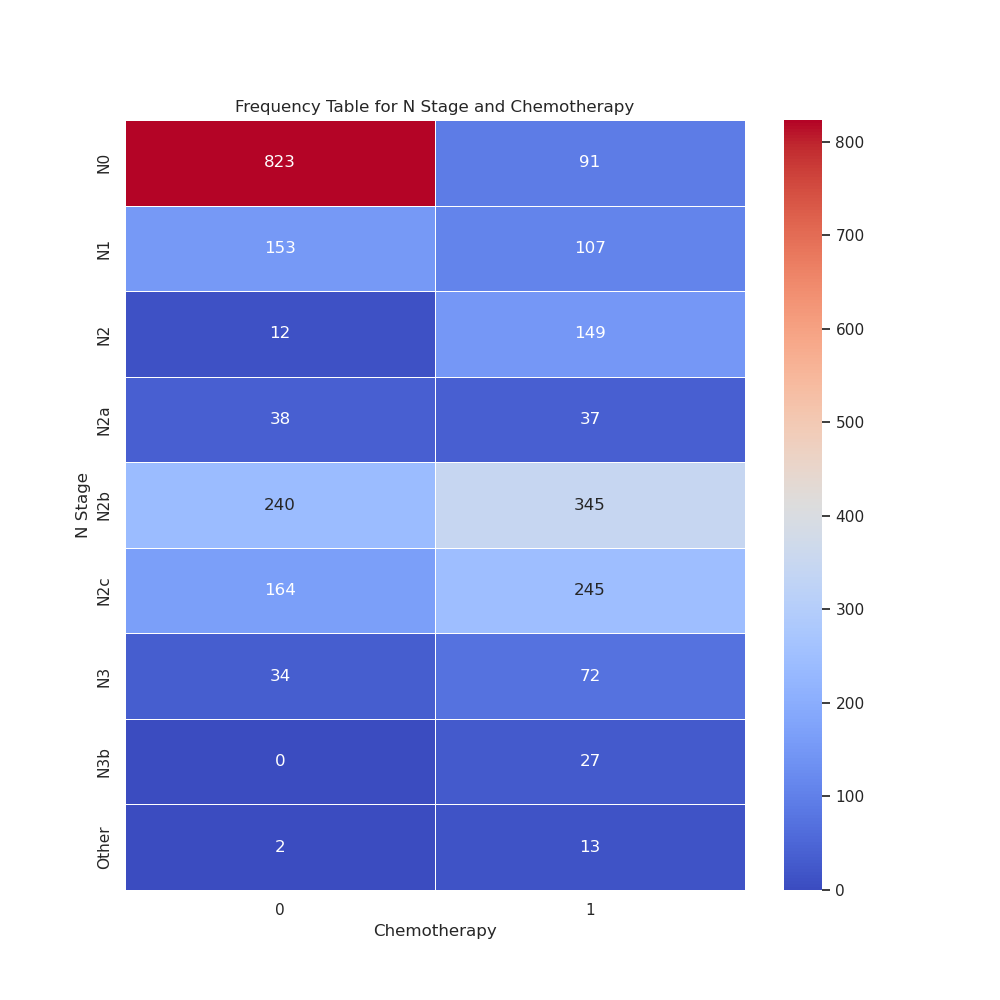 Frequency Table for N Stage and Chemotherapy
N Stage
N0 823 91
N1 153 107
N2 12 149
N2a 38 37
N2b 240 345
N2c 164 245
N3 34 72
N3b 0 27
Other 2 13
0 1
Chemotherapy
800
700
600
500
400
300
200
100
0